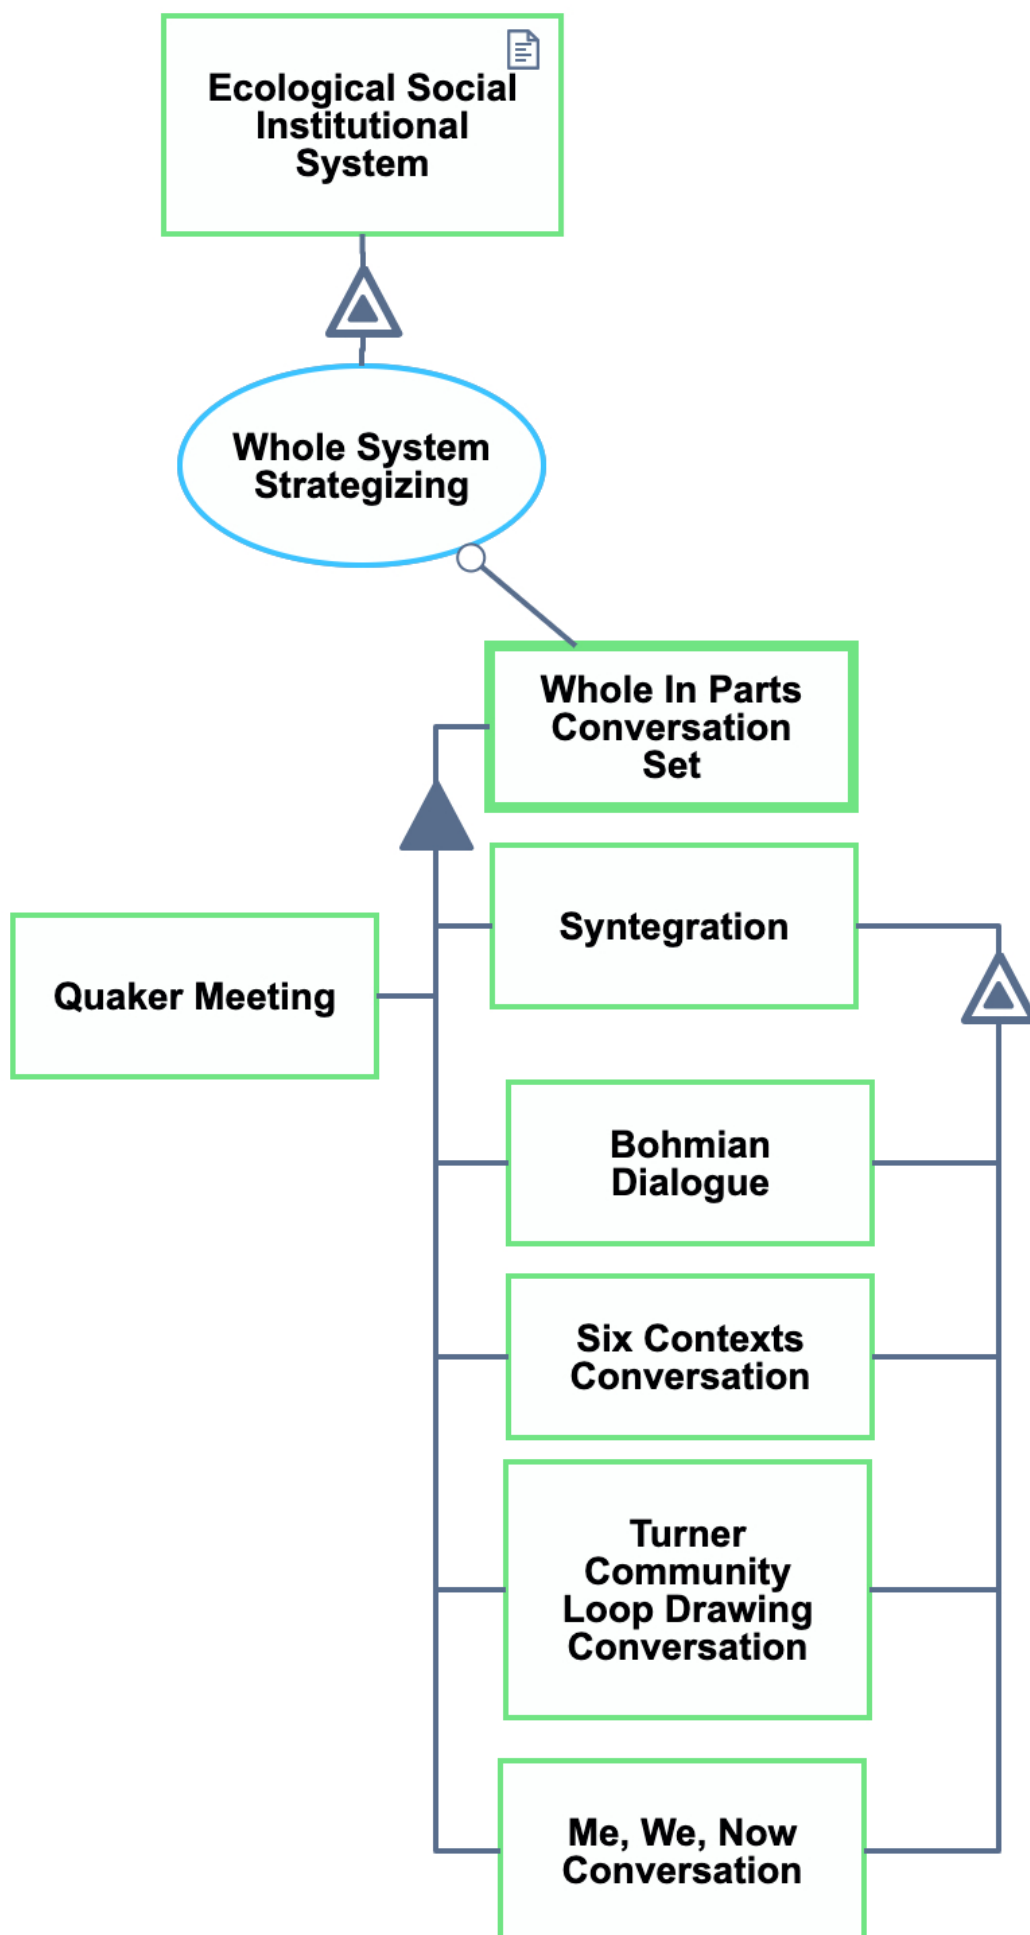 Ecological Social
Institutional
System
Whole System
Strategizing
Whole In Parts
Conversation
Set
Syntegration
Quaker Meeting
Bohmian
Dialogue
Six Contexts
Conversation
Turner
Community
Loop Drawing
Conversation
Me, We, Now
Conversation